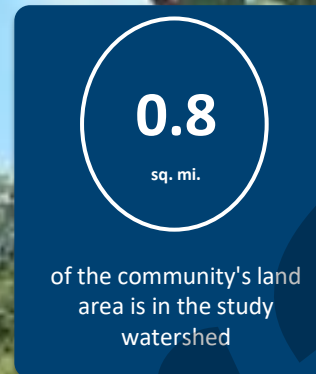 0.8
sq. mi.
of the community's land
area is in the study
watershed